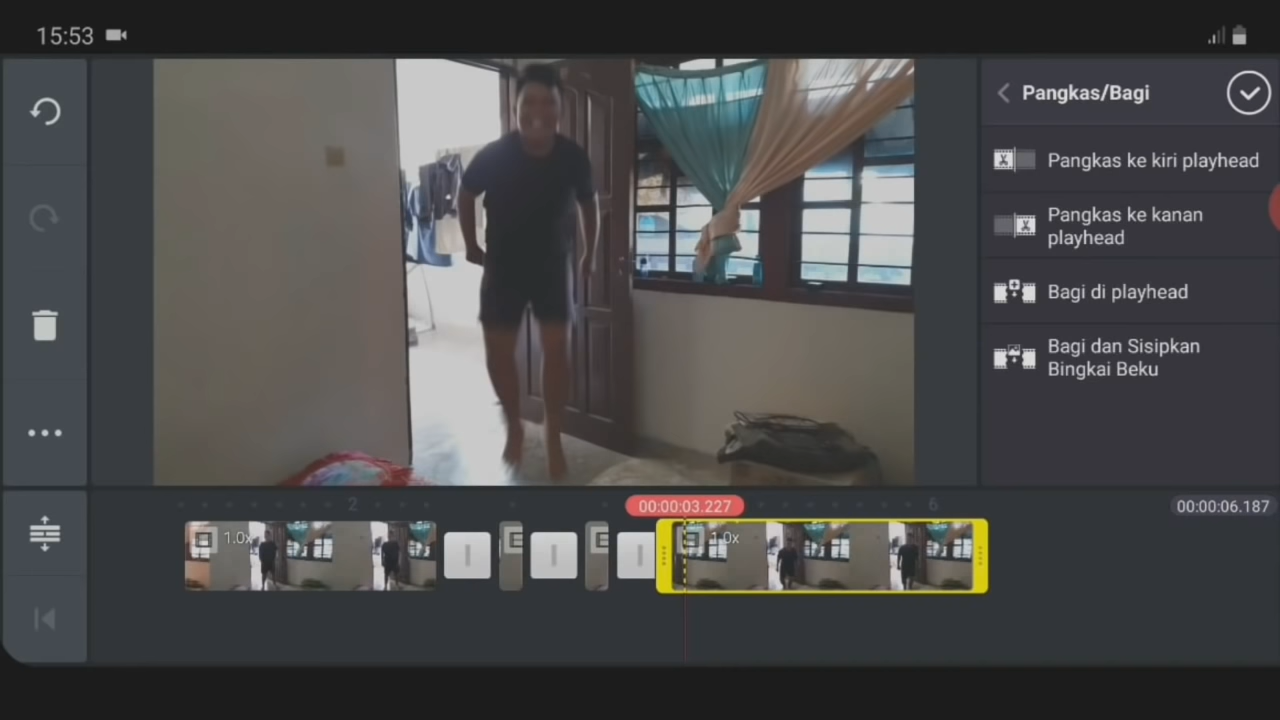 15:53
Pangkas/Bagi
Pangkas ke kiri playhead
Pangkas ke kanan
playhead
Bagi di playhead
Bagi dan Sisipkan
Bingkai Beku
2
00:00:03.227
6
00:00:06.187
1.0x
1.0x